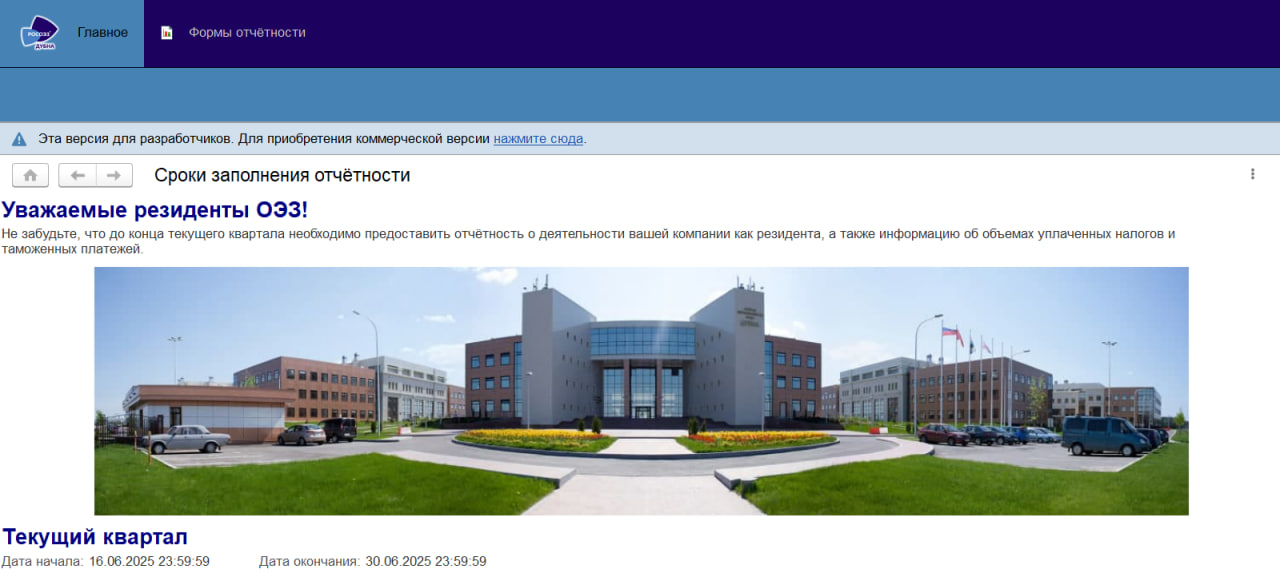 РОСОЭЗ
ДУБНА
Главное
Формы отчётности
Эта версия для разработчиков. Для приобретения коммерческой версии нажмите сюда.
Сроки заполнения отчётности
Уважаемые резиденты ОЭЗ!
Не забудьте, что до конца текущего квартала необходимо предоставить отчётность о деятельности вашей компании как резидента, а также информацию об объемах уплаченных налогов и
таможенных платежей.
Текущий квартал
Дата начала: 16.06.2025 23:59:59 Дата окончания: 30.06.2025 23:59:59